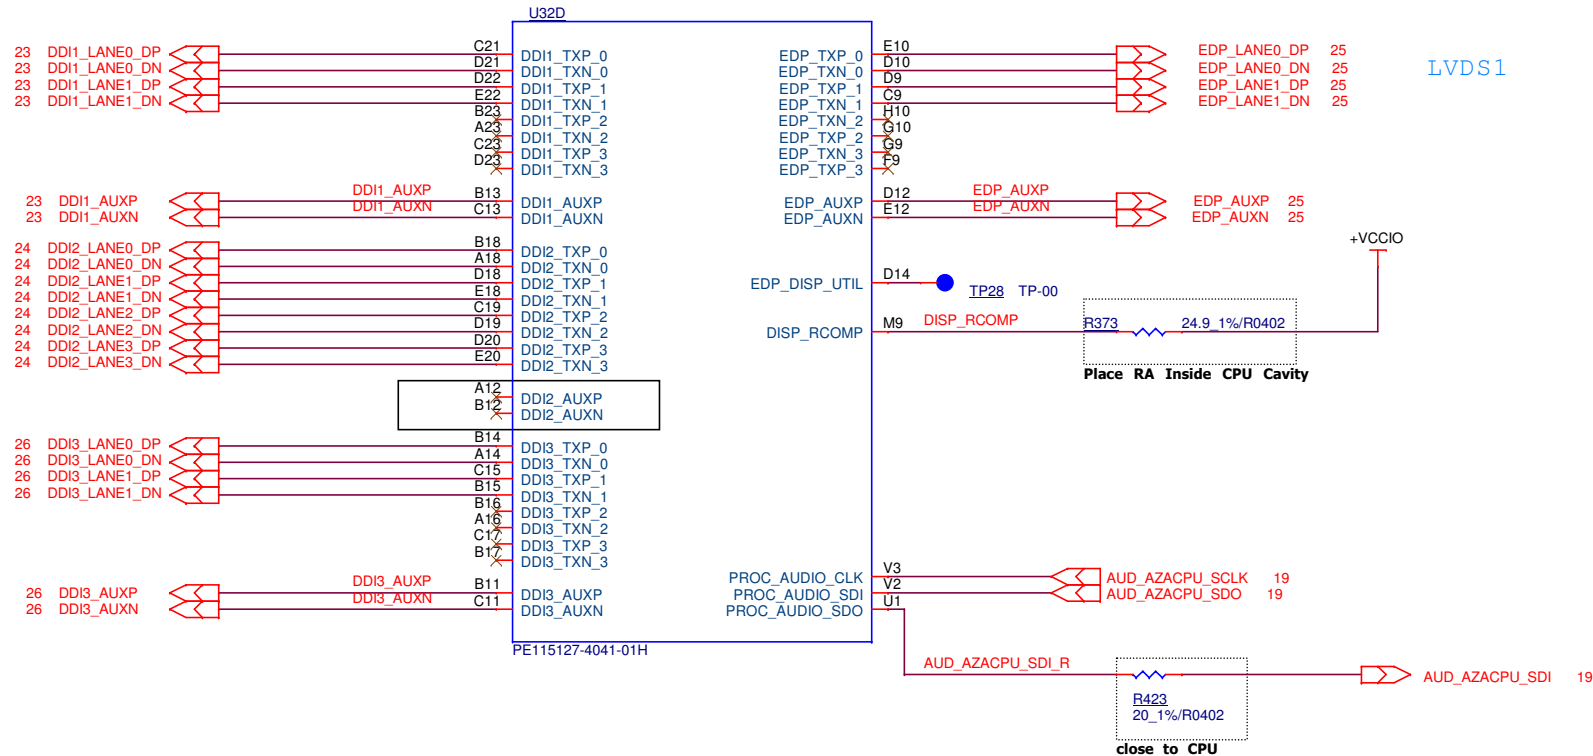 U32D
23 DDI1_LANE0_DP C21 DDI1_TXP_0 EDP_TXP_0 E10 EDP_LANE0_DP 25
23 DDI1_LANE0_DN D21 DDI1_TXN_0 EDP_TXN_0 D10 EDP_LANE0_DN 25
LVDS1
23 DDI1_LANE1_DP D22 DDI1_TXP_1 EDP_TXP_1 D9 EDP_LANE1_DP 25
23 DDI1_LANE1_DN E22 DDI1_TXN_1 EDP_TXN_1 C9 EDP_LANE1_DN 25
B23 DDI1_TXP_2 EDP_TXN_2 H10
A23 DDI1_TXN_2 EDP_TXP_2 G10
C23 DDI1_TXP_3 EDP_TXN_3 G9
D23 DDI1_TXN_3 EDP_TXP_3 F9
23 DDI1_AUXP DDI1_AUXP B13 DDI1_AUXP EDP_AUXP D12 EDP_AUXP EDP_AUXP 25
23 DDI1_AUXN DDI1_AUXN C13 DDI1_AUXN EDP_AUXN E12 EDP_AUXN EDP_AUXN 25
+VCCIO
24 DDI2_LANE0_DP B18 DDI2_TXP_0
24 DDI2_LANE0_DN A18 DDI2_TXN_0
24 DDI2_LANE1_DP D18 DDI2_TXP_1 EDP_DISP_UTIL D14 TP28 TP-00
24 DDI2_LANE1_DN E18 DDI2_TXN_1
24 DDI2_LANE2_DP C19 DDI2_TXP_2
24 DDI2_LANE2_DN D19 DDI2_TXN_2 DISP_RCOMP M9 DISP_RCOMP R373 24.9_1%/R0402
24 DDI2_LANE3_DP D20 DDI2_TXP_3
24 DDI2_LANE3_DN E20 DDI2_TXN_3
Place RA Inside CPU Cavity
A12 DDI2_AUXP
B12 DDI2_AUXN
26 DDI3_LANE0_DP B14 DDI3_TXP_0
26 DDI3_LANE0_DN A14 DDI3_TXN_0
26 DDI3_LANE1_DP C15 DDI3_TXP_1
26 DDI3_LANE1_DN B15 DDI3_TXN_1
B16 DDI3_TXP_2
A16 DDI3_TXN_2
C17 DDI3_TXP_3
B17 DDI3_TXN_3
PROC_AUDIO_CLK V3 AUD_AZACPU_SCLK 19
26 DDI3_AUXP DDI3_AUXP B11 DDI3_AUXP PROC_AUDIO_SDI V2 AUD_AZACPU_SDO 19
26 DDI3_AUXN DDI3_AUXN C11 DDI3_AUXN PROC_AUDIO_SDO U1
PE115127-4041-01H
AUD_AZACPU_SDI_R AUD_AZACPU_SDI 19
R423
20_1%/R0402
close to CPU